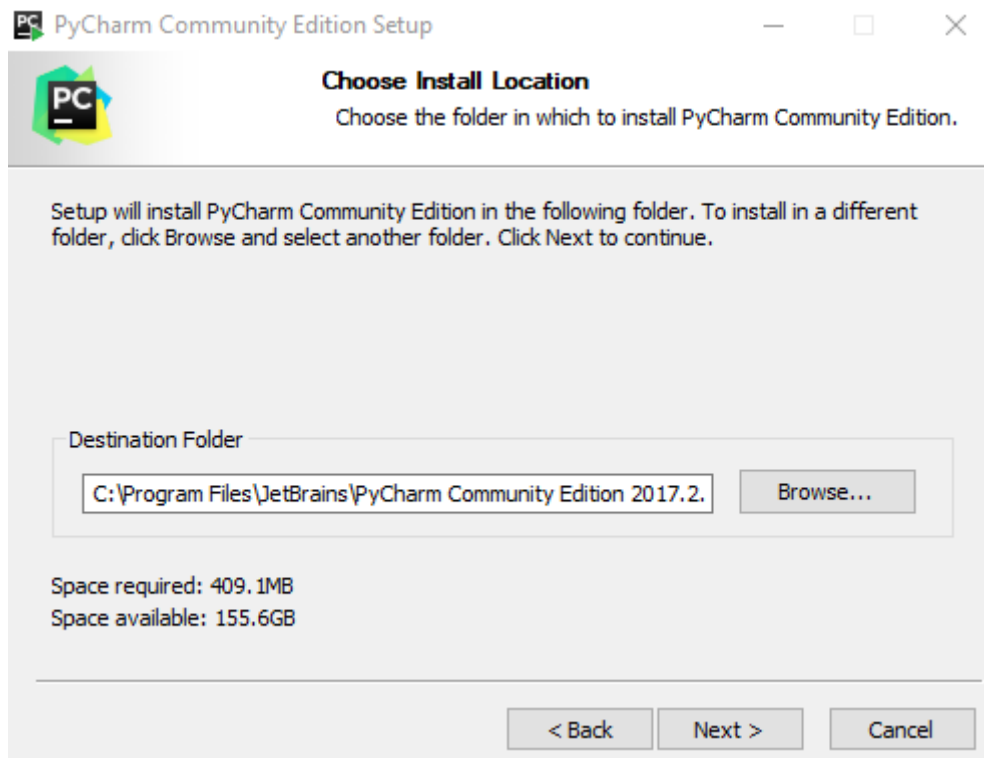 PyCharm Community Edition Setup
PC
Choose Install Location
Choose the folder in which to install PyCharm Community Edition.
Setup will install PyCharm Community Edition in the following folder. To install in a different
folder, click Browse and select another folder. Click Next to continue.
Destination Folder
C:\Program Files\JetBrains\PyCharm Community Edition 2017.2.
Browse...
Space required: 409.1MB
Space available: 155.6GB
< Back
Next >
Cancel